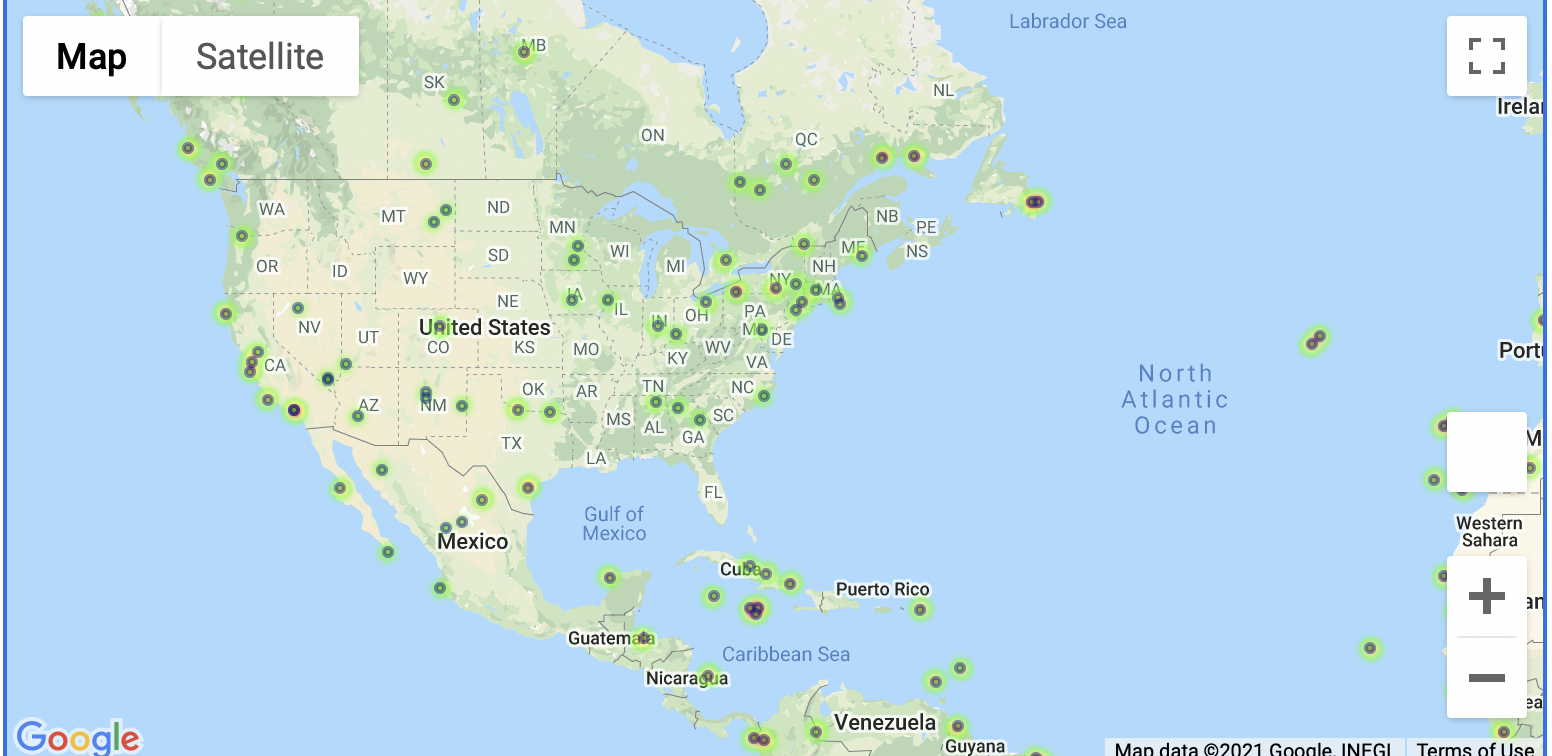 Map Satellite
Labrador Sea
MB
SK
NL
Irela
ON
QC
WA
MT
ND
NB
PE
MN
NS
ME
OR
ID
SD
WI
MI
NH
WY
NY
MA
IA
NE
IL
OH
PA
NV
IN
United States
UT
CO
KS
MO
WV
DE
Portu
CA
KY
VA
North
Atlantic
Ocean
TN
NC
OK
AR
AZ
NM
MS
AL
SC
GA
TX
LA
M
FL
Gulf of
Mexico
Western
Sahara
Mexico
Cuba
Puerto Rico
an
Guatemala
Caribbean Sea
Nicaragua
ea
Venezuela
Guyana
Google
Map data ©2021 Google, INEGI
Terms of Use